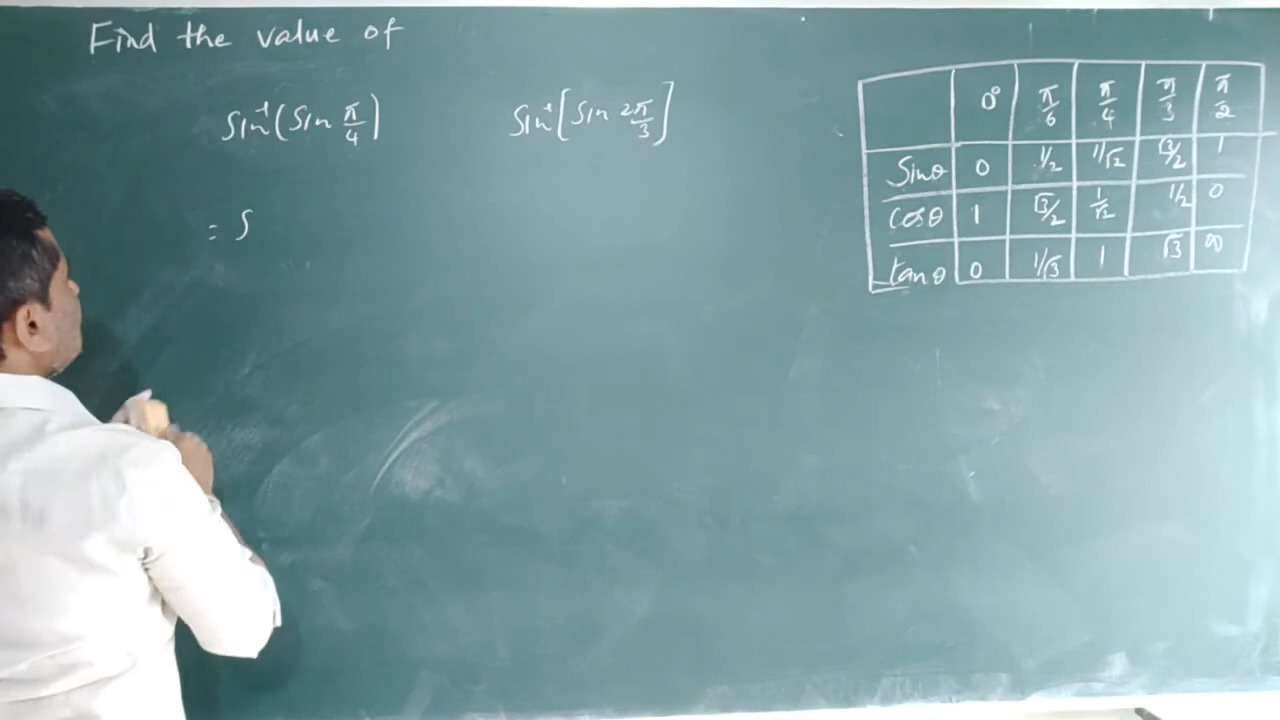 Find the value of
Sin⁻¹(Sin π/4) Sin⁻¹[Sin 2π/3]
= S
0° π/6 π/4 π/3 π/2
Sinθ 0 1/2 1/√2 √3/2 1
cosθ 1 √3/2 1/√2 1/2 0
tanθ 0 1/√3 1 √3 ∞